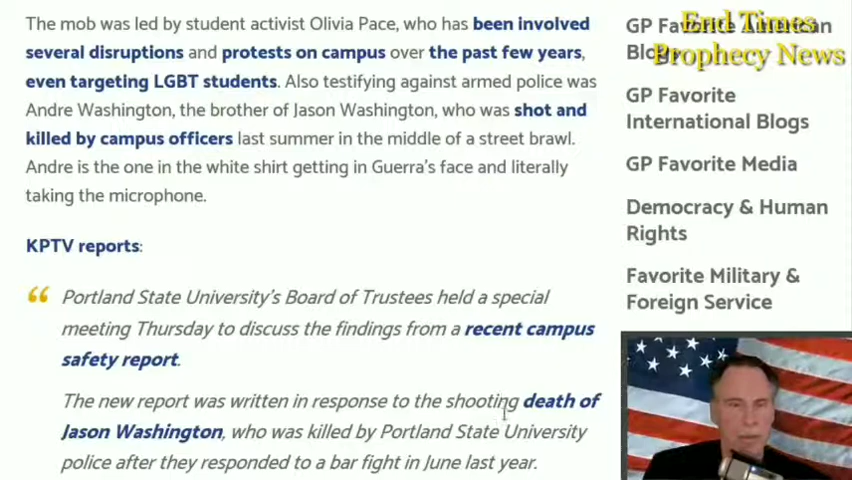 The mob was led by student activist Olivia Pace, who has been involved
several disruptions and protests on campus over the past few years,
even targeting LGBT students. Also testifying against armed police was
Andre Washington, the brother of Jason Washington, who was shot and
killed by campus officers last summer in the middle of a street brawl.
Andre is the one in the white shirt getting in Guerra's face and literally
taking the microphone.
KPTV reports:
“ Portland State University's Board of Trustees held a special
meeting Thursday to discuss the findings from a recent campus
safety report.
The new report was written in response to the shooting death of
Jason Washington, who was killed by Portland State University
police after they responded to a bar fight in June last year.
End Times
Prophecy News
GP Favorite American
Blogs
GP Favorite
International Blogs
GP Favorite Media
Democracy & Human
Rights
Favorite Military &
Foreign Service